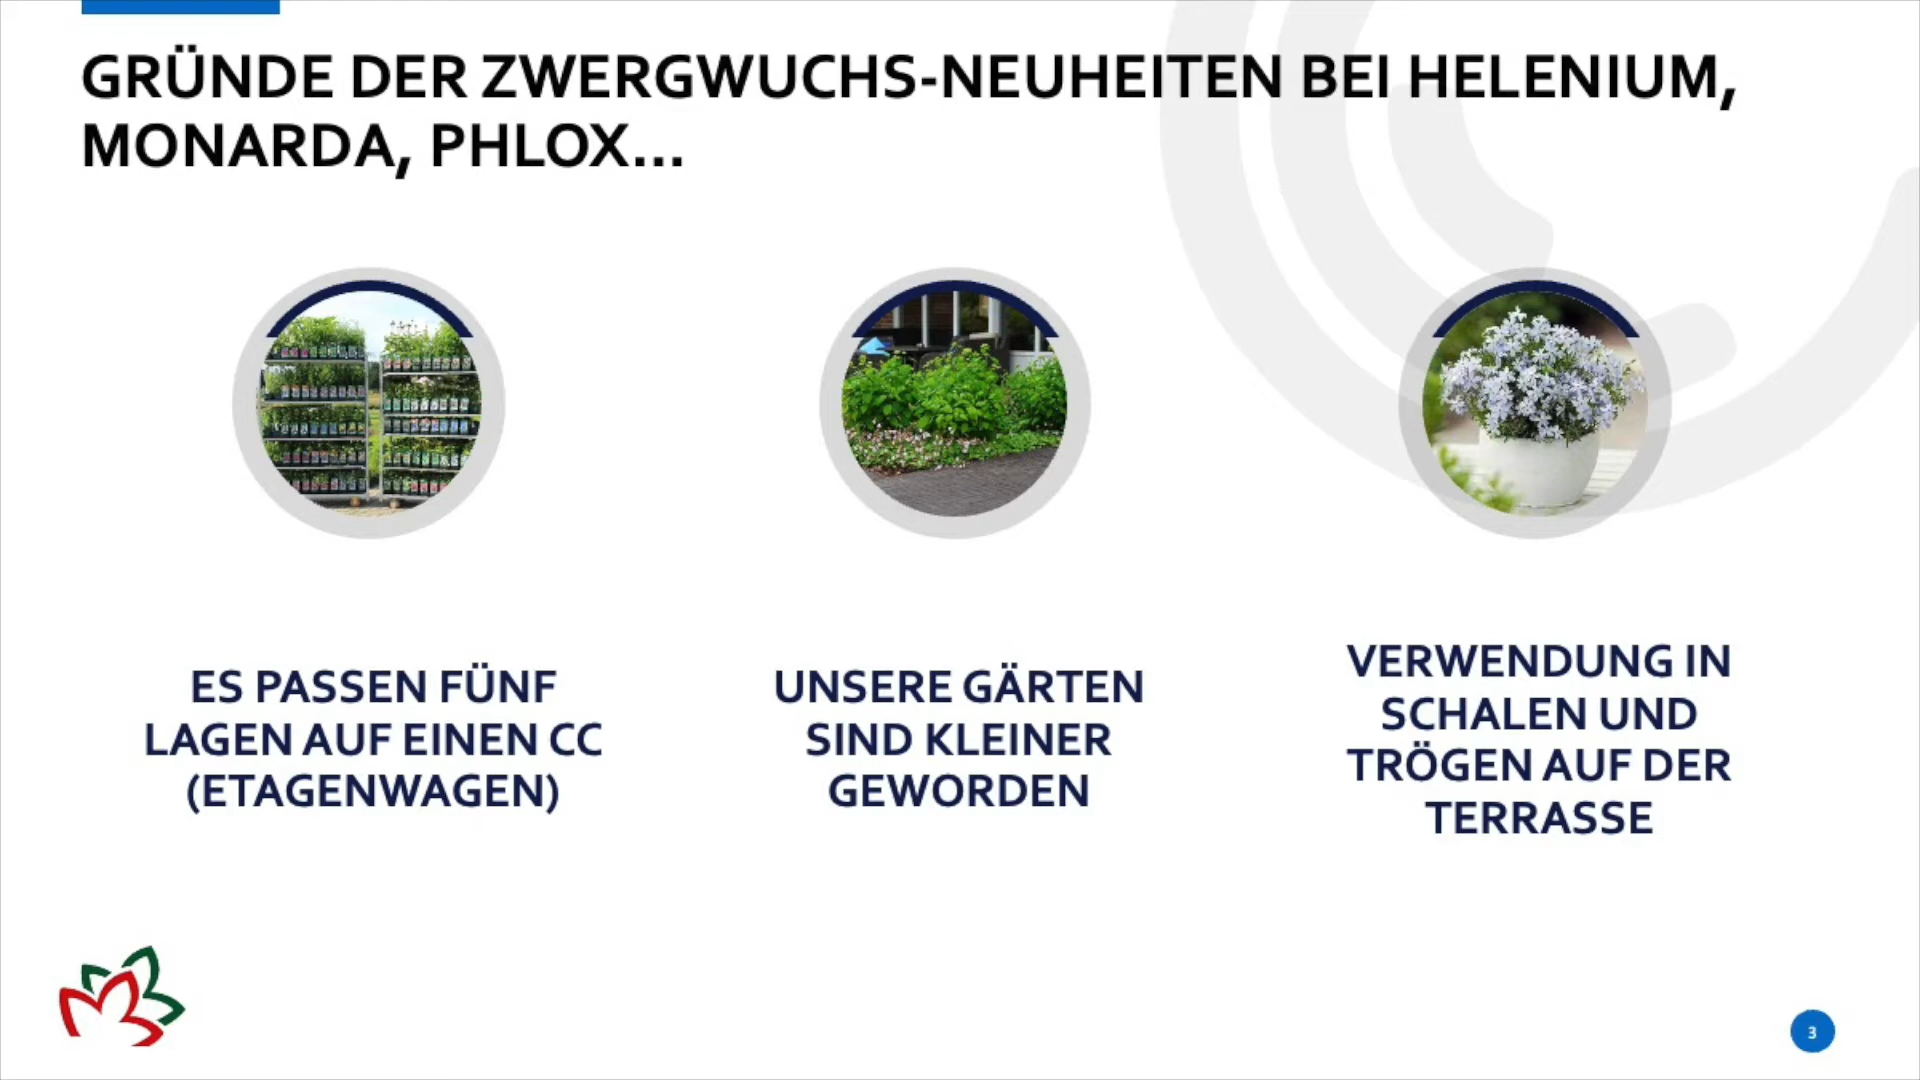 GRÜNDE DER ZWERGWUCHS-NEUHEITEN BEI HELENIUM,
MONARDA, PHLOX...
ES PASSEN FÜNF
LAGEN AUF EINEN CC
(ETAGENWAGEN)
UNSERE GÄRTEN
SIND KLEINER
GEWORDEN
VERWENDUNG IN
SCHALEN UND
TRÖGEN AUF DER
TERRASSE
3